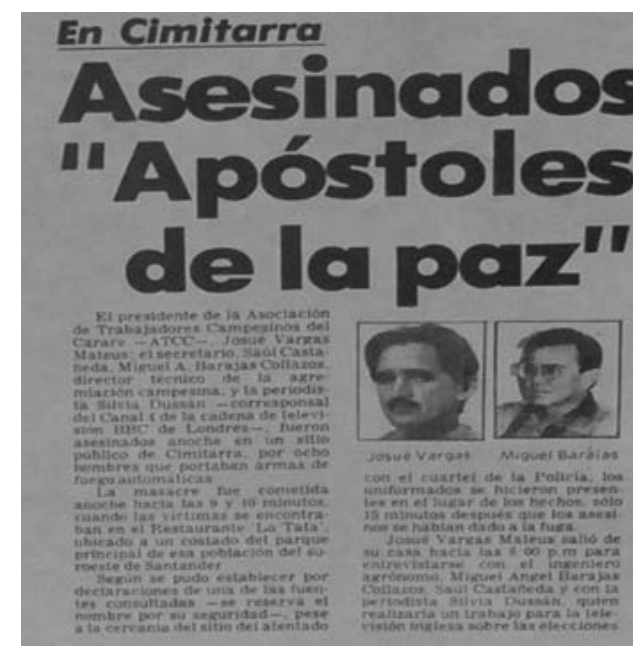 En Cimitarra
Asesinados
"Apóstoles
de la paz"
El presidente de la Asociación
de Trabajadores Campesinos del
Carare —ATCC—, Josué Vargas
Mateus; el secretario, Saúl Casta-
ñeda, Miguel A. Barajas Collazos,
director técnico de la agre-
miación campesina, y la periodis-
ta Silvia Dussán —corresponsal
del Canal 4 de la cadena de televi-
sión BBC de Londres—, fueron
asesinados anoche en un sitio
público de Cimitarra, por ocho
hombres que portaban armas de
fuego automáticas.
La masacre fue cometida
anoche hacia las 9 y 10 minutos,
cuando las víctimas se encontra-
ban en el Restaurante 'La Tata',
ubicado a un costado del parque
principal de esa población del su-
roeste de Santander
Según se pudo establecer por
declaraciones de una de las fuen-
tes consultadas —se reserva el
nombre por su seguridad—, pese
a la cercanía del sitio del atentado
Josué Vargas
Miguel Barajas
con el cuartel de la Policía, los
uniformados se hicieron presen-
tes en el lugar de los hechos, sólo
15 minutos después que los asesi-
nos se habían dado a la fuga.
Josué Vargas Mateus salió de
su casa hacia las 6:00 p.m para
entrevistarse con el ingeniero
agrónomo, Miguel Angel Barajas
Collazos, Saúl Castañeda y con la
periodista Silvia Dussán, quien
realizaría un trabajo para la tele-
visión inglesa sobre las elecciones